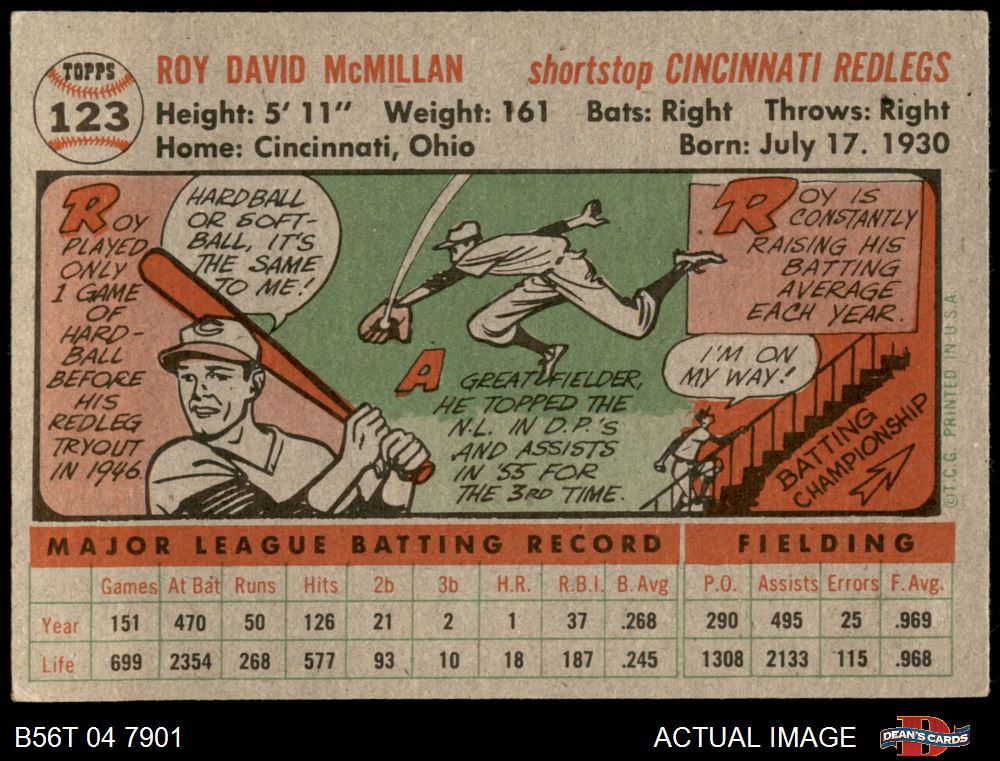 TOPPS
123
ROY DAVID McMILLAN shortstop CINCINNATI REDLEGS
Height: 5' 11" Weight: 161 Bats: Right Throws: Right
Home: Cincinnati, Ohio Born: July 17. 1930
ROY
PLAYED
ONLY
1 GAME
OF
HARD-
BALL
BEFORE
HIS
REDLEG
TRYOUT
IN 1946.
HARDBALL
OR SOFT-
BALL, IT'S
THE SAME
TO ME!
A GREAT FIELDER,
HE TOPPED THE
N.L. IN D.P.'S
AND ASSISTS
IN '55 FOR
THE 3RD TIME.
ROY IS
CONSTANTLY
RAISING HIS
BATTING
AVERAGE
EACH YEAR.
I'M ON
MY WAY!
BATTING
CHAMPIONSHIP
©T.C.G. PRINTED IN U.S.A.
MAJOR LEAGUE BATTING RECORD FIELDING
Games At Bat Runs Hits 2b 3b H.R. R.B.I. B. Avg P.O. Assists Errors F. Avg.
Year 151 470 50 126 21 2 1 37 .268 290 495 25 .969
Life 699 2354 268 577 93 10 18 187 .245 1308 2133 115 .968
B56T 04 7901 ACTUAL IMAGE D DEAN'S CARDS